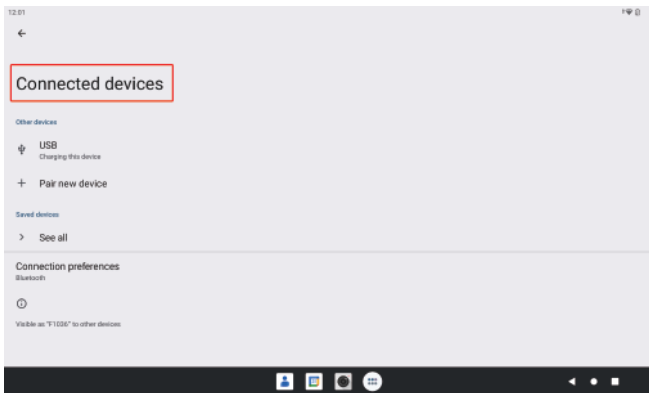 12:01
Connected devices
Other devices
USB
Charging this device
Pair new device
Saved devices
See all
Connection preferences
Bluetooth
Visible as "F1036" to other devices